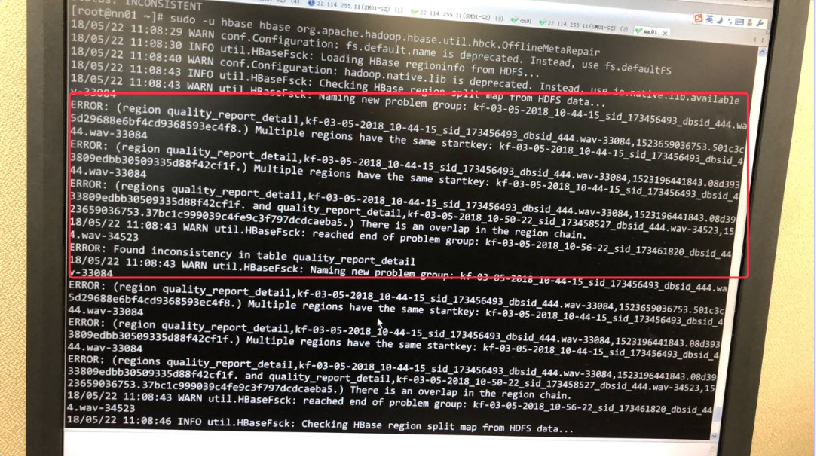 INCONSISTENT
[root@nn01 ~]# sudo -u hbase hbase org.apache.hadoop.hbase.util.hbck.OfflineMetaRepair
18/05/22 11:08:29 WARN conf.Configuration: fs.default.name is deprecated. Instead, use fs.defaultFS
18/05/22 11:08:30 INFO util.HBaseFsck: Loading HBase regioninfo from HDFS...
18/05/22 11:08:40 WARN conf.Configuration: hadoop.native.lib is deprecated. Instead, use io.native.lib.available
18/05/22 11:08:43 INFO util.HBaseFsck: Checking HBase region split map from HDFS data...
18/05/22 11:08:43 WARN util.HBaseFsck: Naming new problem group: kf-03-05-2018_10-44-15_sid_173456493_dbsid_444.wa
v-33084
ERROR: (region quality_report_detail,kf-03-05-2018_10-44-15_sid_173456493_dbsid_444.wav-33084,1523659036753.501c3c
5d29688e6bf4cd9368593ec4f8.) Multiple regions have the same startkey: kf-03-05-2018_10-44-15_sid_173456493_dbsid_4
44.wav-33084
ERROR: (region quality_report_detail,kf-03-05-2018_10-44-15_sid_173456493_dbsid_444.wav-33084,1523196441843.08d393
3809edbb30509335d88f42cf1f.) Multiple regions have the same startkey: kf-03-05-2018_10-44-15_sid_173456493_dbsid_4
44.wav-33084
ERROR: (regions quality_report_detail,kf-03-05-2018_10-44-15_sid_173456493_dbsid_444.wav-33084,1523196441843.08d39
33809edbb30509335d88f42cf1f. and quality_report_detail,kf-03-05-2018_10-50-22_sid_173458527_dbsid_444.wav-34523,15
23659036753.37bc1c999039c4fe9c3f797dcdcaeba5.) There is an overlap in the region chain.
18/05/22 11:08:43 WARN util.HBaseFsck: reached end of problem group: kf-03-05-2018_10-56-22_sid_173461820_dbsid_44
4.wav-34523
ERROR: Found inconsistency in table quality_report_detail
18/05/22 11:08:43 WARN util.HBaseFsck: Naming new problem group: kf-03-05-2018_10-44-15_sid_173456493_dbsid_444.wa
v-33084
ERROR: (region quality_report_detail,kf-03-05-2018_10-44-15_sid_173456493_dbsid_444.wav-33084,1523659036753.501c3c
5d29688e6bf4cd9368593ec4f8.) Multiple regions have the same startkey: kf-03-05-2018_10-44-15_sid_173456493_dbsid_4
44.wav-33084
ERROR: (region quality_report_detail,kf-03-05-2018_10-44-15_sid_173456493_dbsid_444.wav-33084,1523196441843.08d393
3809edbb30509335d88f42cf1f.) Multiple regions have the same startkey: kf-03-05-2018_10-44-15_sid_173456493_dbsid_4
44.wav-33084
ERROR: (regions quality_report_detail,kf-03-05-2018_10-44-15_sid_173456493_dbsid_444.wav-33084,1523196441843.08d39
33809edbb30509335d88f42cf1f. and quality_report_detail,kf-03-05-2018_10-50-22_sid_173458527_dbsid_444.wav-34523,15
23659036753.37bc1c999039c4fe9c3f797dcdcaeba5.) There is an overlap in the region chain.
18/05/22 11:08:43 WARN util.HBaseFsck: reached end of problem group: kf-03-05-2018_10-56-22_sid_173461820_dbsid_44
4.wav-34523
18/05/22 11:08:46 INFO util.HBaseFsck: Checking HBase region split map from HDFS data...